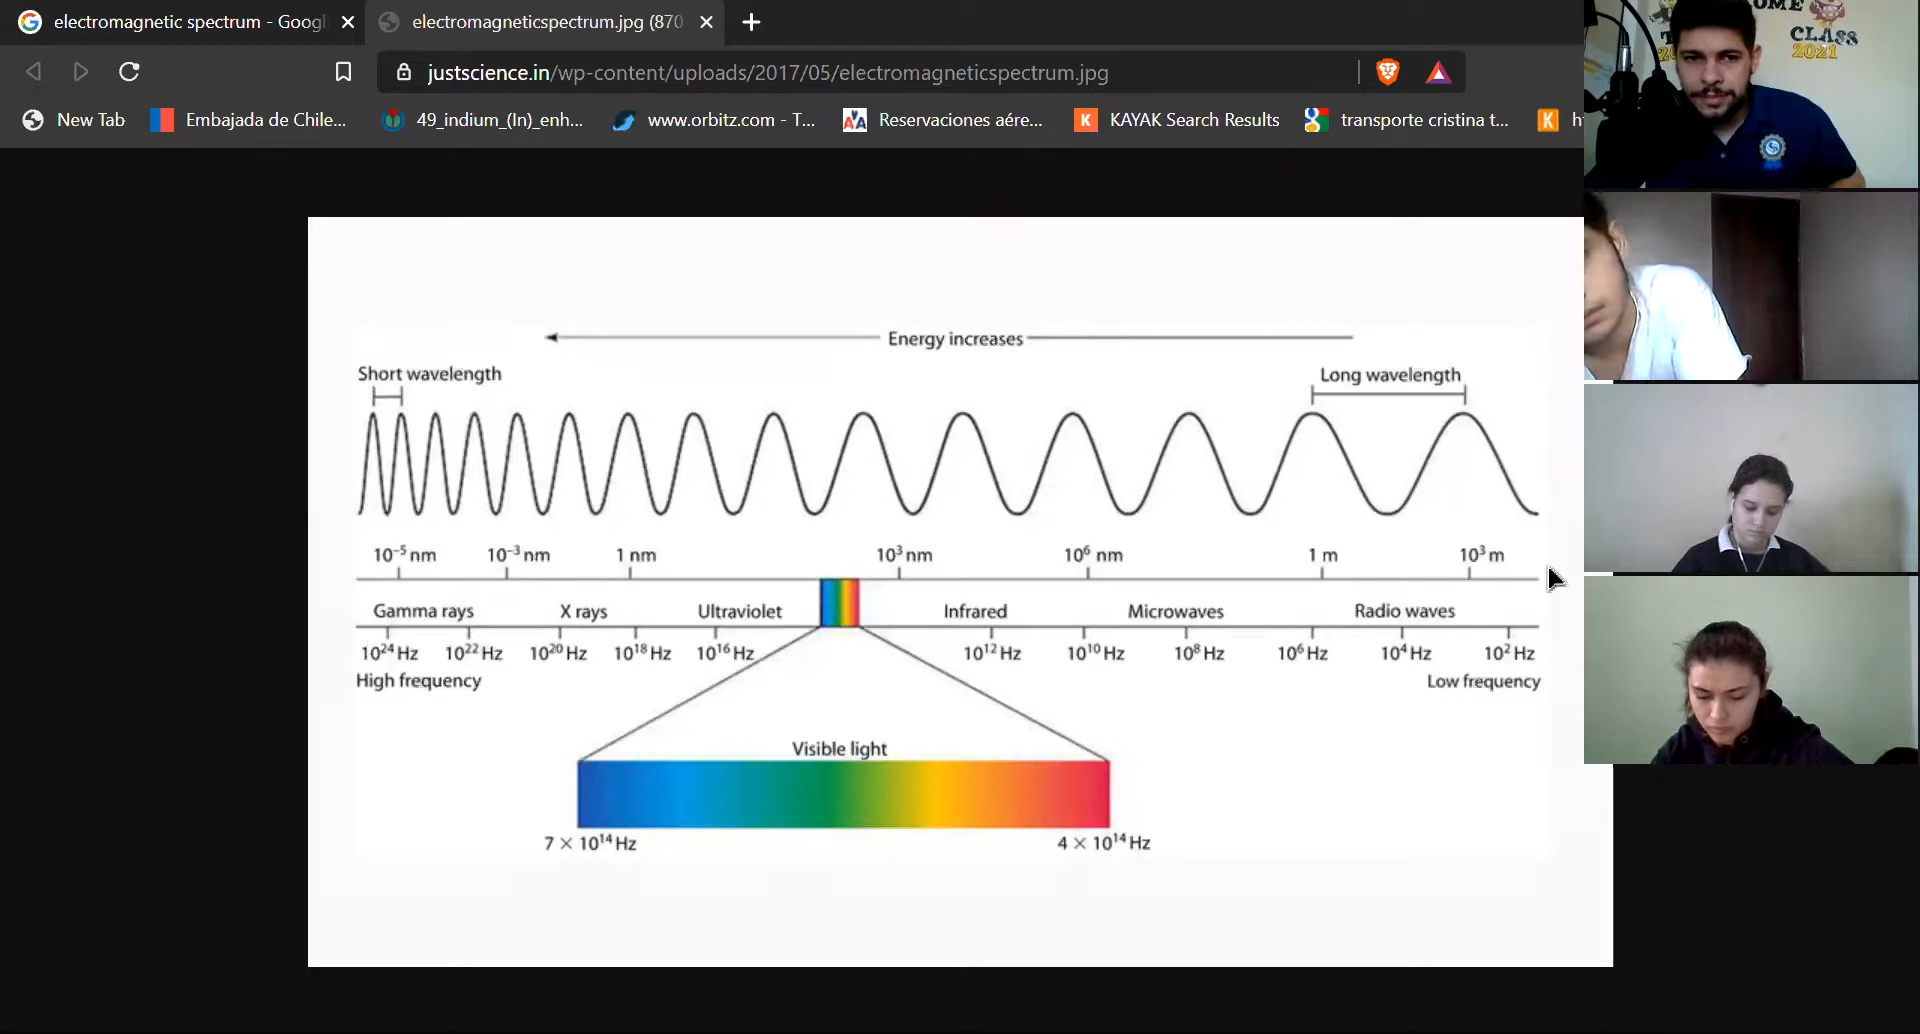 electromagnetic spectrum - Googl
electromagneticspectrum.jpg (870
justscience.in/wp-content/uploads/2017/05/electromagneticspectrum.jpg
New Tab
Embajada de Chile...
49_indium_(In)_enh...
www.orbitz.com - T...
Reservaciones aére...
KAYAK Search Results
transporte cristina t...
OME
CLASS
2021
Energy increases
Short wavelength
Long wavelength
10⁻⁵ nm 10⁻³ nm 1 nm 10³ nm 10⁶ nm 1 m 10³ m
Gamma rays X rays Ultraviolet Infrared Microwaves Radio waves
10²⁴ Hz 10²² Hz 10²⁰ Hz 10¹⁸ Hz 10¹⁶ Hz 10¹² Hz 10¹⁰ Hz 10⁸ Hz 10⁶ Hz 10⁴ Hz 10² Hz
High frequency Low frequency
Visible light
7 × 10¹⁴ Hz 4 × 10¹⁴ Hz